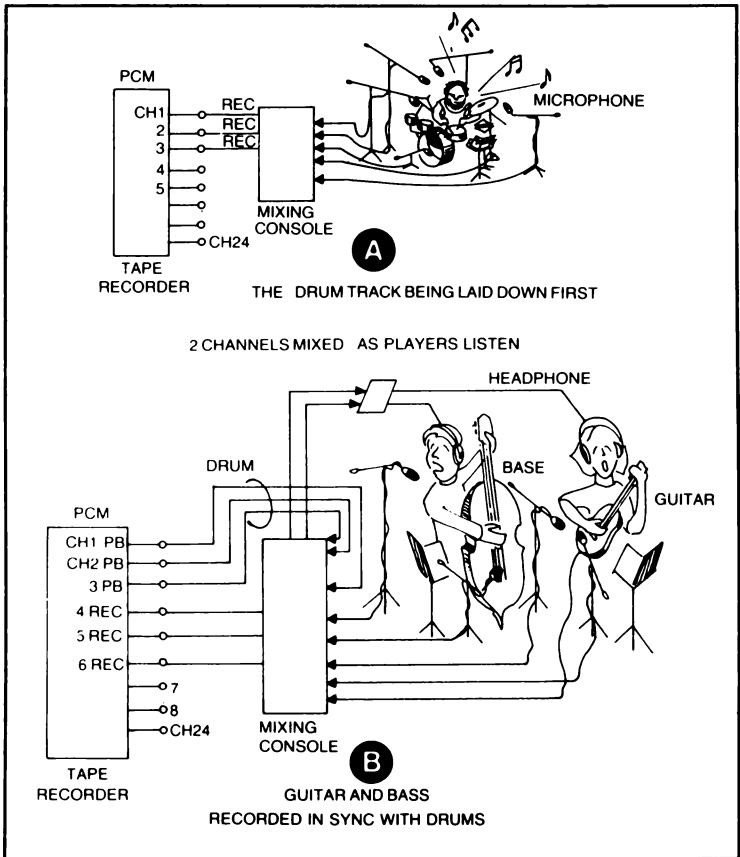 PCM
CH1
2
3
4
5
CH24
REC
REC
REC
MICROPHONE
MIXING
CONSOLE
TAPE
RECORDER
A
THE DRUM TRACK BEING LAID DOWN FIRST
2 CHANNELS MIXED AS PLAYERS LISTEN
HEADPHONE
DRUM
BASE
GUITAR
PCM
CH1 PB
CH2 PB
3 PB
4 REC
5 REC
6 REC
7
8
CH24
MIXING
CONSOLE
TAPE
RECORDER
B
GUITAR AND BASS
RECORDED IN SYNC WITH DRUMS